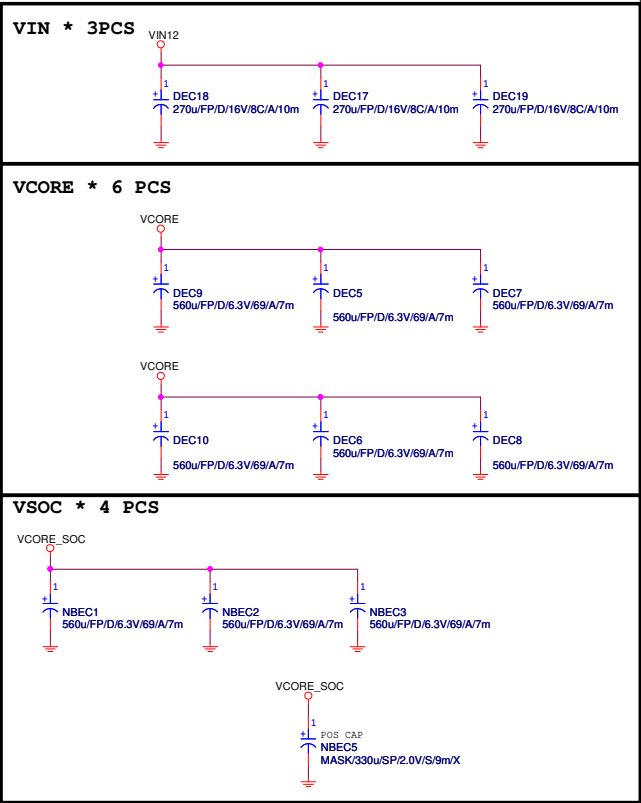 VIN * 3PCS
VIN12
1 1 1
+ DEC18 + DEC17 + DEC19
270u/FP/D/16V/8C/A/10m 270u/FP/D/16V/8C/A/10m 270u/FP/D/16V/8C/A/10m
VCORE * 6 PCS
VCORE
1 1 1
+ DEC9 + DEC5 + DEC7
560u/FP/D/6.3V/69/A/7m 560u/FP/D/6.3V/69/A/7m 560u/FP/D/6.3V/69/A/7m
VCORE
1 1 1
+ DEC10 + DEC6 + DEC8
560u/FP/D/6.3V/69/A/7m 560u/FP/D/6.3V/69/A/7m 560u/FP/D/6.3V/69/A/7m
VSOC * 4 PCS
VCORE_SOC
1 1 1
+ NBEC1 + NBEC2 + NBEC3
560u/FP/D/6.3V/69/A/7m 560u/FP/D/6.3V/69/A/7m 560u/FP/D/6.3V/69/A/7m
VCORE_SOC
1
+ POS CAP
NBEC5
MASK/330u/SP/2.0V/S/9m/X